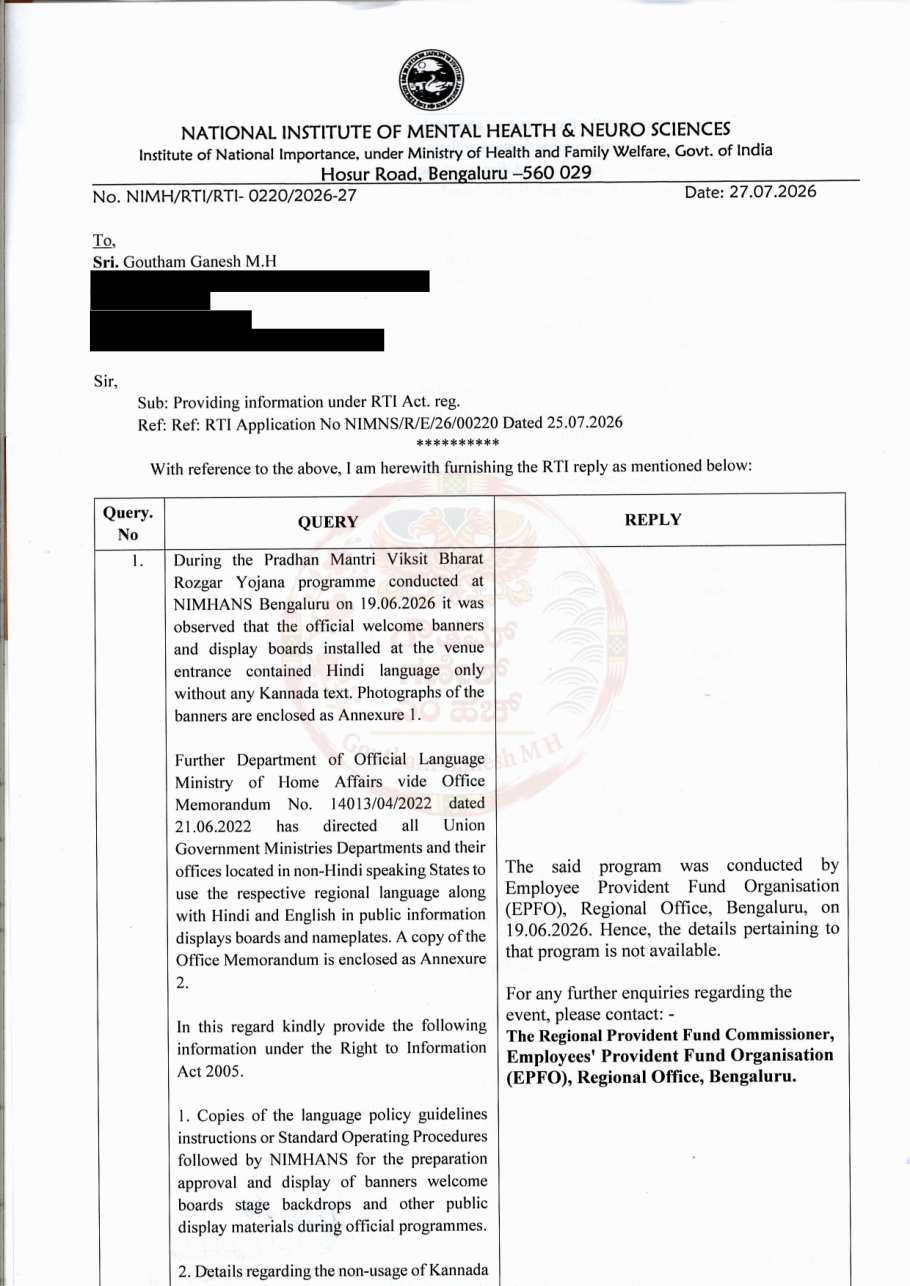 NATIONAL INSTITUTE OF MENTAL HEALTH & NEURO SCIENCES
Institute of National Importance, under Ministry of Health and Family Welfare, Govt. of India
Hosur Road, Bengaluru –560 029
No. NIMH/RTI/RTI- 0220/2026-27
Date: 27.07.2026
To,
Sri. Goutham Ganesh M.H
Sir,
Sub: Providing information under RTI Act. reg.
Ref: Ref: RTI Application No NIMNS/R/E/26/00220 Dated 25.07.2026
**********
With reference to the above, I am herewith furnishing the RTI reply as mentioned below:
Query.
No
QUERY
REPLY
1.
During the Pradhan Mantri Viksit Bharat
Rozgar Yojana programme conducted at
NIMHANS Bengaluru on 19.06.2026 it was
observed that the official welcome banners
and display boards installed at the venue
entrance contained Hindi language only
without any Kannada text. Photographs of the
banners are enclosed as Annexure 1.
Further Department of Official Language
Ministry of Home Affairs vide Office
Memorandum No. 14013/04/2022 dated
21.06.2022 has directed all Union
Government Ministries Departments and their
offices located in non-Hindi speaking States to
use the respective regional language along
with Hindi and English in public information
displays boards and nameplates. A copy of the
Office Memorandum is enclosed as Annexure
2.
In this regard kindly provide the following
information under the Right to Information
Act 2005.
1. Copies of the language policy guidelines
instructions or Standard Operating Procedures
followed by NIMHANS for the preparation
approval and display of banners welcome
boards stage backdrops and other public
display materials during official programmes.
2. Details regarding the non-usage of Kannada
The said program was conducted by
Employee Provident Fund Organisation
(EPFO), Regional Office, Bengaluru, on
19.06.2026. Hence, the details pertaining to
that program is not available.
For any further enquiries regarding the
event, please contact: -
The Regional Provident Fund Commissioner,
Employees' Provident Fund Organisation
(EPFO), Regional Office, Bengaluru.
ಗೌತಮ್
ಗಣೇಶ್
ಎಂ ಹೆಚ್
Goutham Ganesh M H